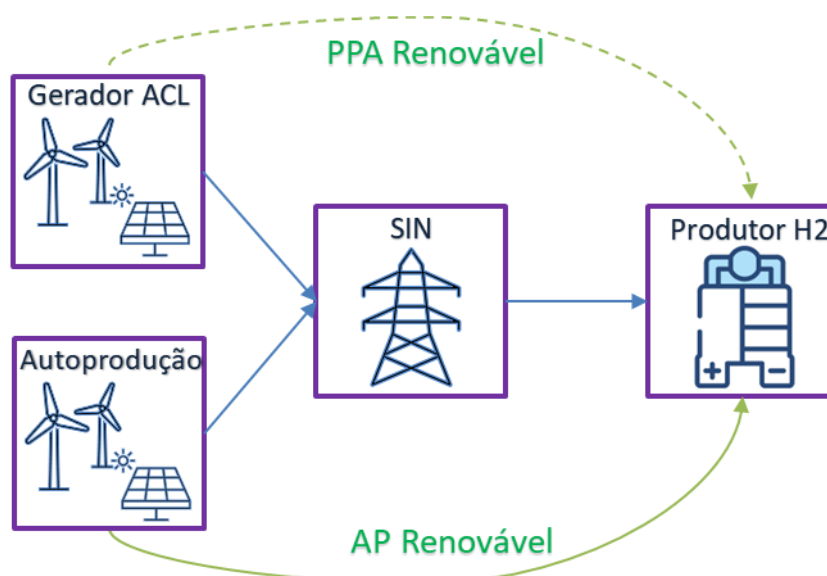 PPA Renovável
Gerador ACL
SIN
Produtor H2
Autoprodução
AP Renovável